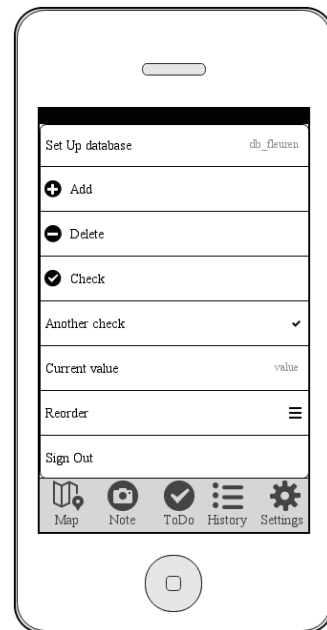 Set Up database db_fleuren
Add
Delete
Check
Another check
Current value value
Reorder
Sign Out
Map Note ToDo History Settings